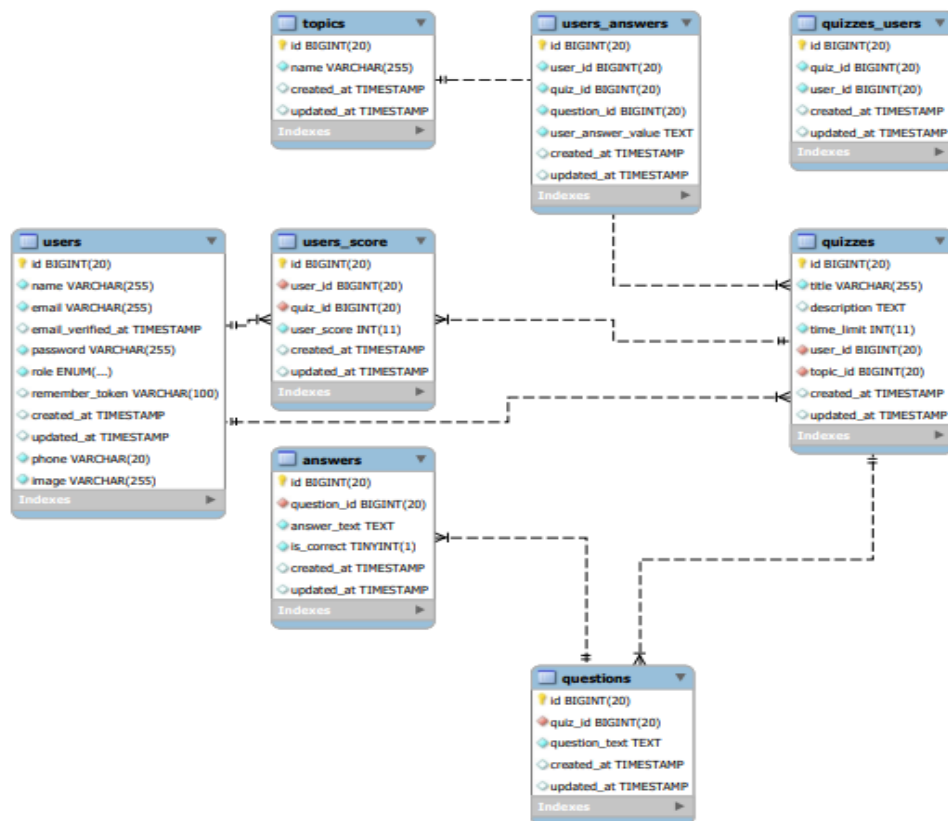 topics
id BIGINT(20)
name VARCHAR(255)
created_at TIMESTAMP
updated_at TIMESTAMP
Indexes
users_answers
id BIGINT(20)
user_id BIGINT(20)
quiz_id BIGINT(20)
question_id BIGINT(20)
user_answer_value TEXT
created_at TIMESTAMP
updated_at TIMESTAMP
Indexes
quizzes_users
id BIGINT(20)
quiz_id BIGINT(20)
user_id BIGINT(20)
created_at TIMESTAMP
updated_at TIMESTAMP
Indexes
users
id BIGINT(20)
name VARCHAR(255)
email VARCHAR(255)
email_verified_at TIMESTAMP
password VARCHAR(255)
role ENUM(...)
remember_token VARCHAR(100)
created_at TIMESTAMP
updated_at TIMESTAMP
phone VARCHAR(20)
image VARCHAR(255)
Indexes
users_score
id BIGINT(20)
user_id BIGINT(20)
quiz_id BIGINT(20)
user_score INT(11)
created_at TIMESTAMP
updated_at TIMESTAMP
Indexes
quizzes
id BIGINT(20)
title VARCHAR(255)
description TEXT
time_limit INT(11)
user_id BIGINT(20)
topic_id BIGINT(20)
created_at TIMESTAMP
updated_at TIMESTAMP
Indexes
answers
id BIGINT(20)
question_id BIGINT(20)
answer_text TEXT
is_correct TINYINT(1)
created_at TIMESTAMP
updated_at TIMESTAMP
Indexes
questions
id BIGINT(20)
quiz_id BIGINT(20)
question_text TEXT
created_at TIMESTAMP
updated_at TIMESTAMP
Indexes